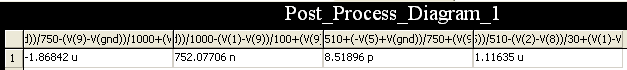 Post_Process_Diagram_1
d))/750-(V(9)-V(gnd))/1000+(V d))/1000-(V(1)-V(9))/100+(V(9) 510+(-V(5)+V(gnd))/750+(V(9 5))/510-(V(2)-V(8))/30+(V(1)-V
1 -1.86842 u 752.07706 n 8.51896 p 1.11635 u